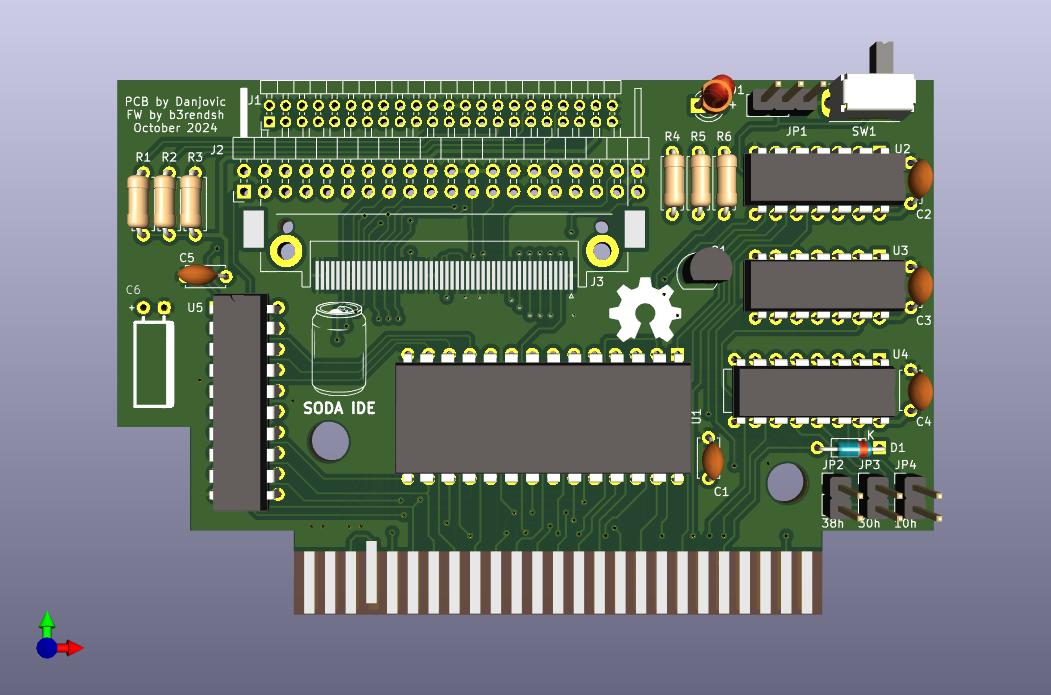 PCB by Danjovic
FW by b3rendsh
October 2024
J1
J2
R1 R2 R3
R4 R5 R6
JP1
SW1
U2
C2
C5
C6
+
U5
J3
U3
C3
U4
C4
SODA IDE
U1
C1
K
D1
JP2 JP3 JP4
38h 30h 10h